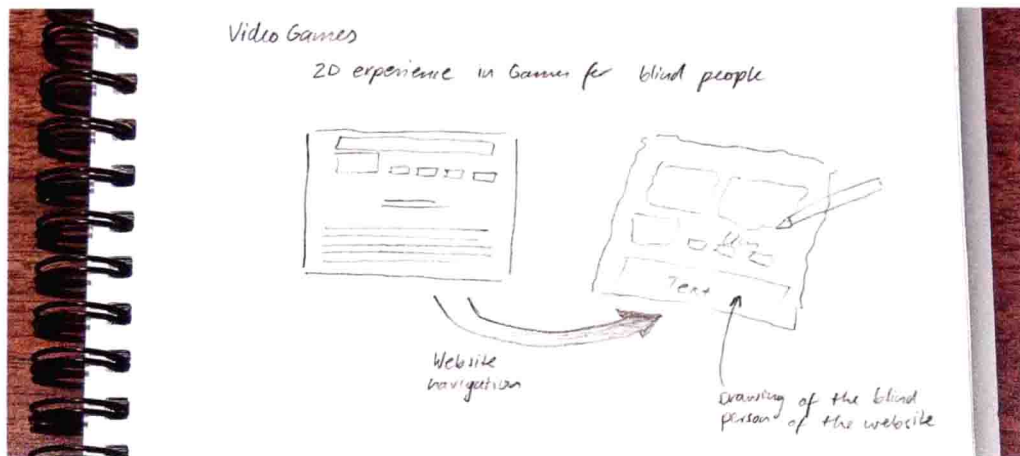 Video Games
2D experience in Games for blind people
Text
Website
navigation
Drawing of the blind
person of the website